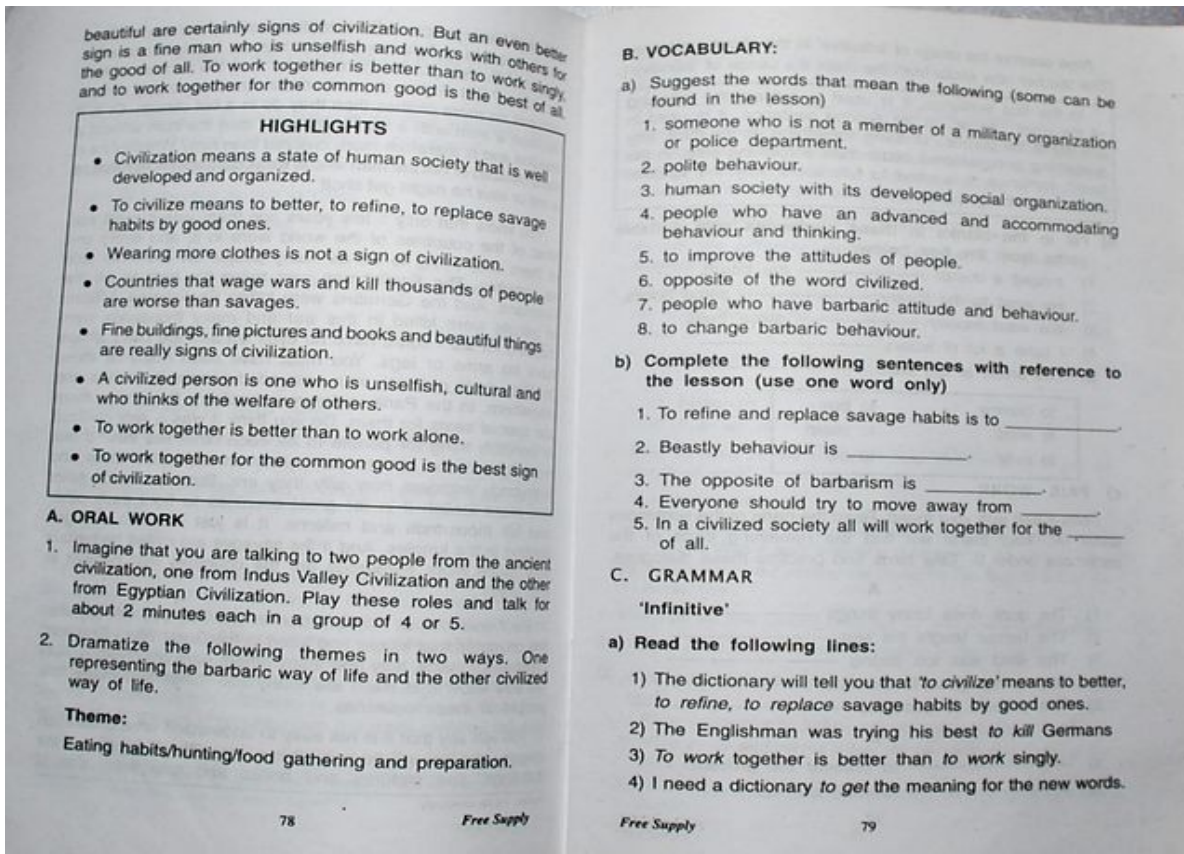 beautiful are certainly signs of civilization. But an even better
sign is a fine man who is unselfish and works with others for
the good of all. To work together is better than to work singly,
and to work together for the common good is the best of all.
HIGHLIGHTS
• Civilization means a state of human society that is well
developed and organized.
• To civilize means to better, to refine, to replace savage
habits by good ones.
• Wearing more clothes is not a sign of civilization.
• Countries that wage wars and kill thousands of people
are worse than savages.
• Fine buildings, fine pictures and books and beautiful things
are really signs of civilization.
• A civilized person is one who is unselfish, cultural and
who thinks of the welfare of others.
• To work together is better than to work alone.
• To work together for the common good is the best sign
of civilization.
A. ORAL WORK
1. Imagine that you are talking to two people from the ancient
civilization, one from Indus Valley Civilization and the other
from Egyptian Civilization. Play these roles and talk for
about 2 minutes each in a group of 4 or 5.
2. Dramatize the following themes in two ways. One
representing the barbaric way of life and the other civilized
way of life.
Theme:
Eating habits/hunting/food gathering and preparation.
78 Free Supply
B. VOCABULARY:
a) Suggest the words that mean the following (some can be
found in the lesson)
1. someone who is not a member of a military organization
or police department.
2. polite behaviour.
3. human society with its developed social organization.
4. people who have an advanced and accommodating
behaviour and thinking.
5. to improve the attitudes of people.
6. opposite of the word civilized.
7. people who have barbaric attitude and behaviour.
8. to change barbaric behaviour.
b) Complete the following sentences with reference to
the lesson (use one word only)
1. To refine and replace savage habits is to ________.
2. Beastly behaviour is ________.
3. The opposite of barbarism is ________.
4. Everyone should try to move away from ______.
5. In a civilized society all will work together for the ____
of all.
C. GRAMMAR
'Infinitive'
a) Read the following lines:
1) The dictionary will tell you that 'to civilize' means to better,
to refine, to replace savage habits by good ones.
2) The Englishman was trying his best to kill Germans
3) To work together is better than to work singly.
4) I need a dictionary to get the meaning for the new words.
Free Supply 79